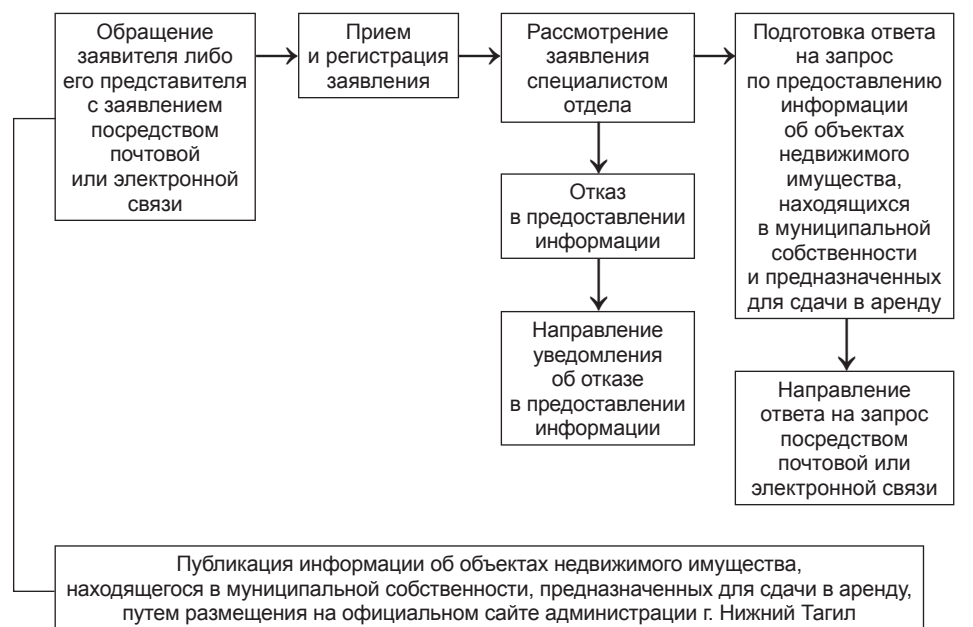 Обращение
заявителя либо
его представителя
с заявлением
посредством
почтовой
или электронной
связи
Прием
и регистрация
заявления
Рассмотрение
заявления
специалистом
отдела
Подготовка ответа
на запрос
по предоставлению
информации
об объектах
недвижимого
имущества,
находящихся
в муниципальной
собственности
и предназначенных
для сдачи в аренду
Отказ
в предоставлении
информации
Направление
уведомления
об отказе
в предоставлении
информации
Направление
ответа на запрос
посредством
почтовой или
электронной связи
Публикация информации об объектах недвижимого имущества,
находящегося в муниципальной собственности, предназначенных для сдачи в аренду,
путем размещения на официальном сайте администрации г. Нижний Тагил